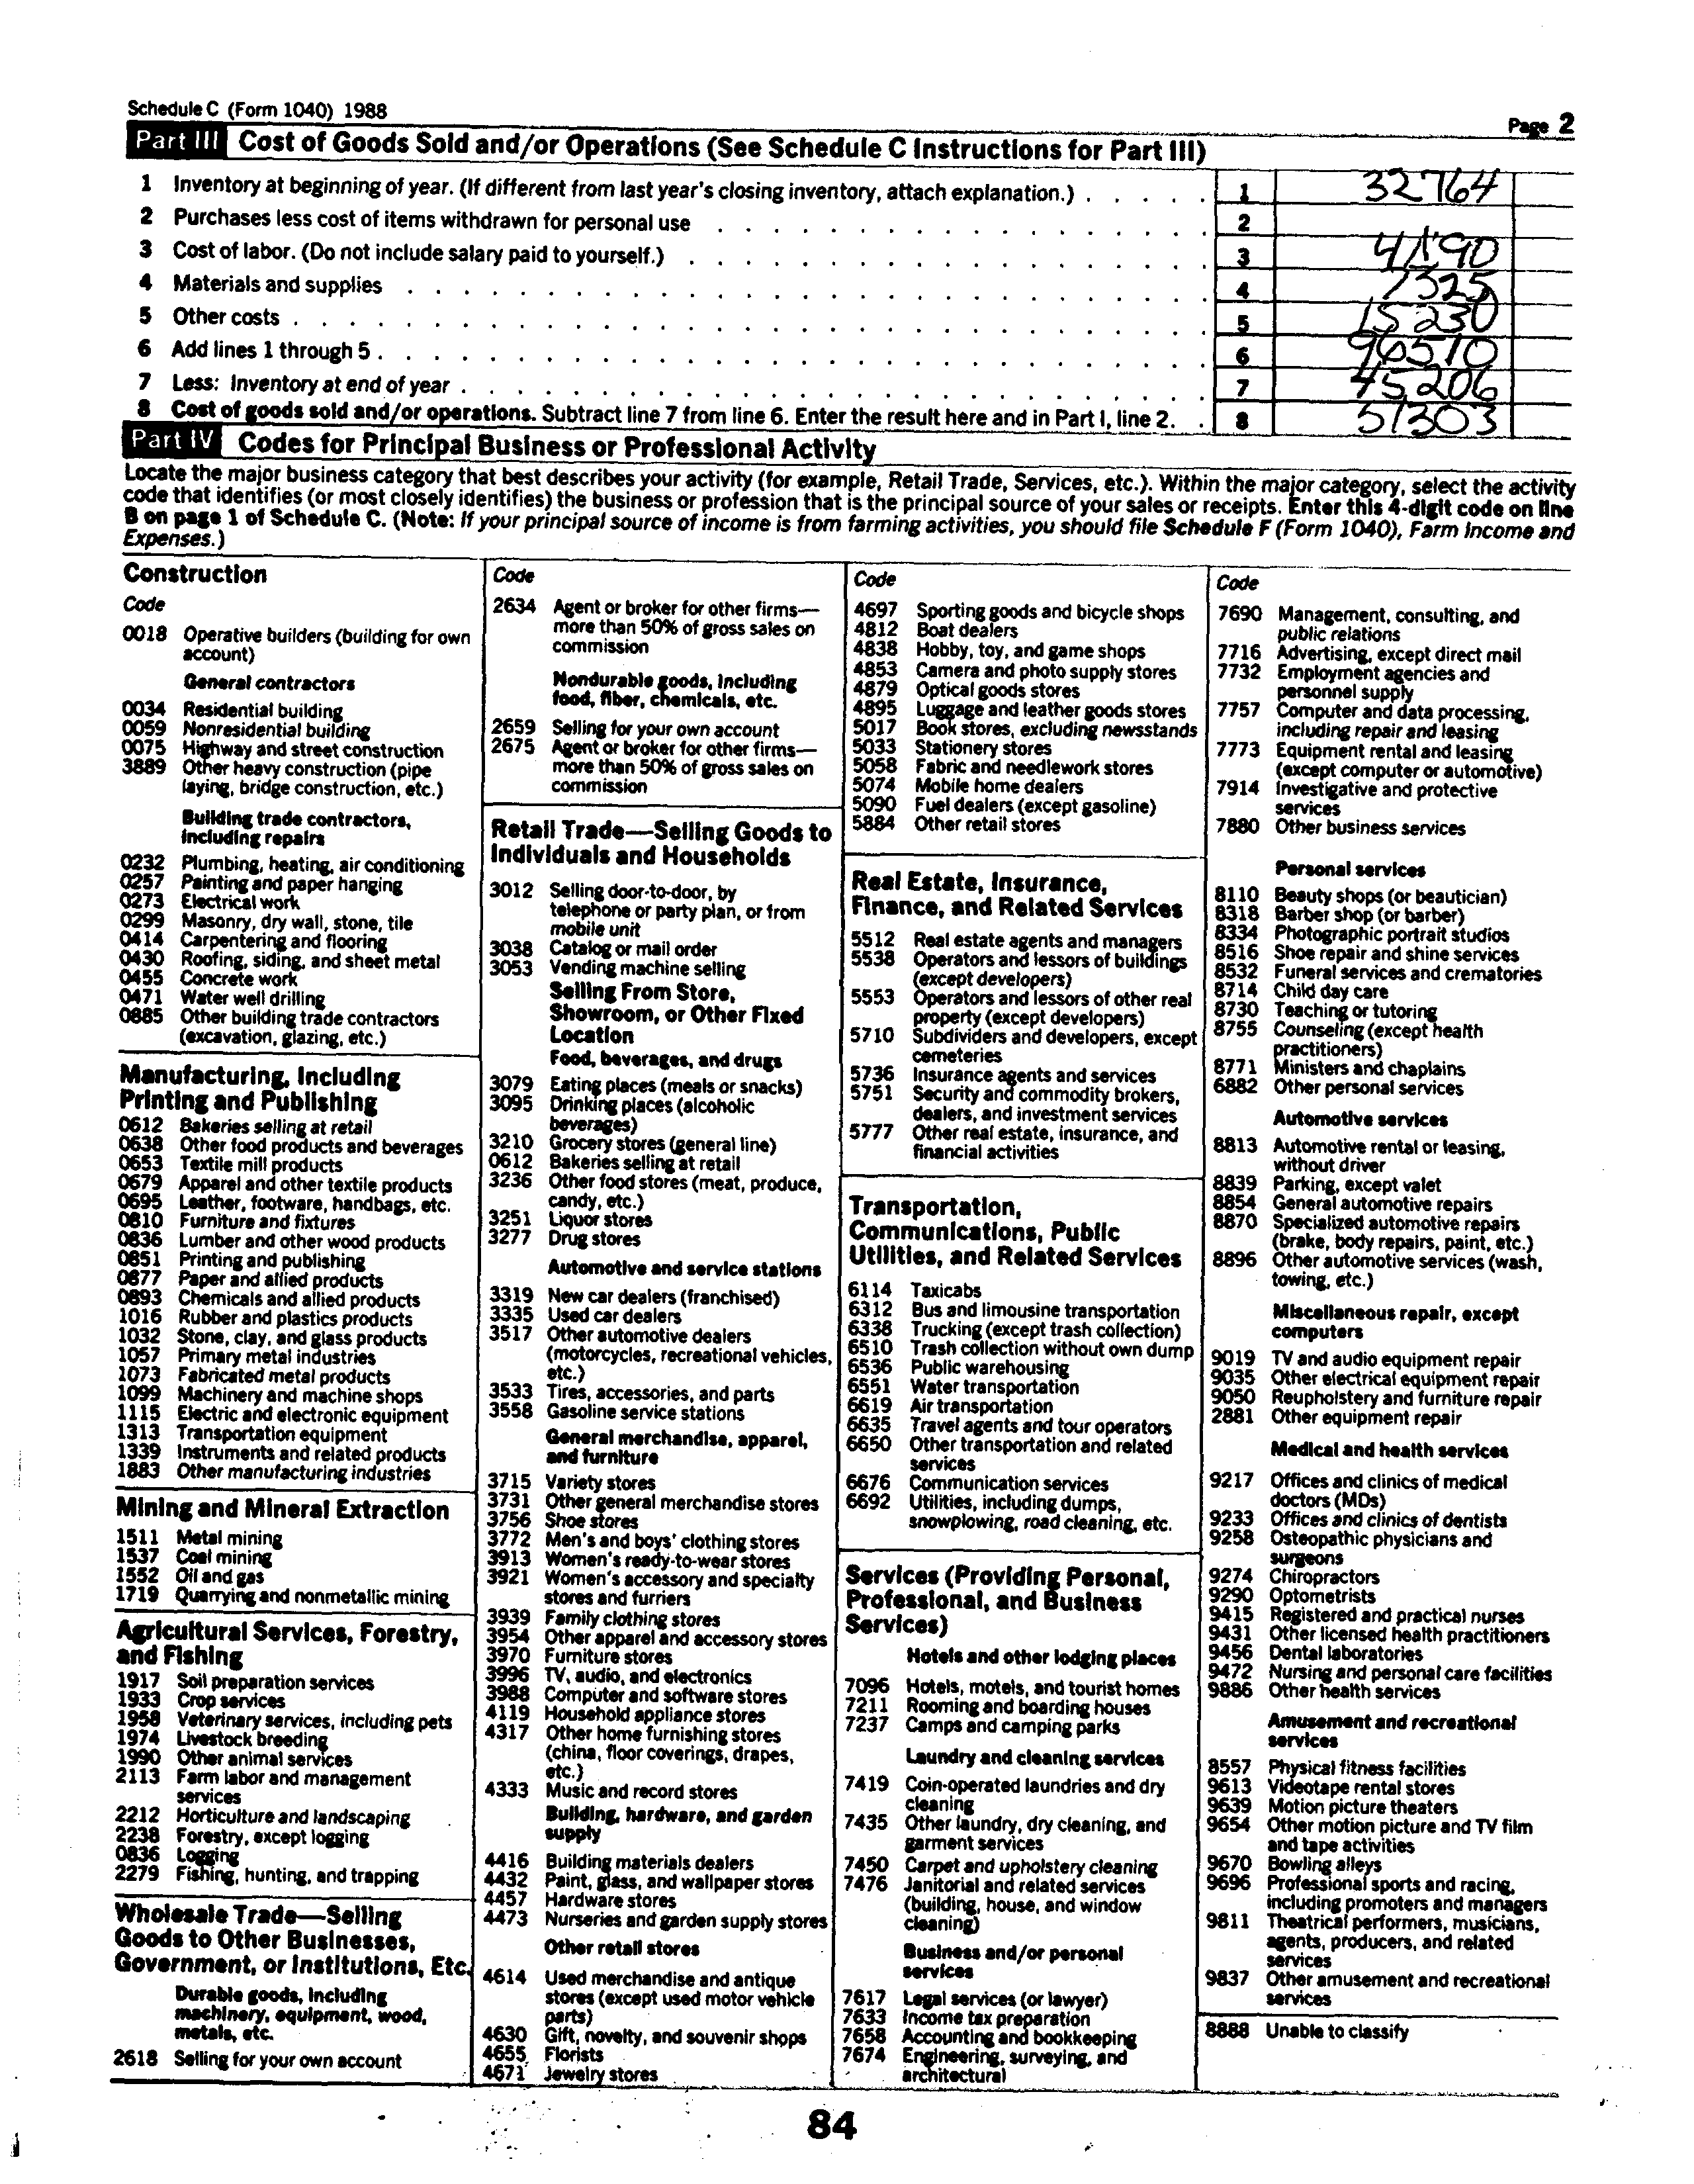 Schedule C (Form 1040) 1988
Page 2
Part III Cost of Goods Sold and/or Operations (See Schedule C Instructions for Part III)
1 Inventory at beginning of year. (If different from last year's closing inventory, attach explanation.) . . . . . 1 32764
2 Purchases less cost of items withdrawn for personal use . . . . . . . . . . . . . . . . . . 2
3 Cost of labor. (Do not include salary paid to yourself.) . . . . . . . . . . . . . . . . . . . 3 41190
4 Materials and supplies . . . . . . . . . . . . . . . . . . . . . . . . . . . . . 4 7325
5 Other costs . . . . . . . . . . . . . . . . . . . . . . . . . . . . . . . . . 5 15230
6 Add lines 1 through 5 . . . . . . . . . . . . . . . . . . . . . . . . . . . . . . 6 96510
7 Less: Inventory at end of year . . . . . . . . . . . . . . . . . . . . . . . . . . . 7 45206
8 Cost of goods sold and/or operations. Subtract line 7 from line 6. Enter the result here and in Part I, line 2. . 8 51303
Part IV Codes for Principal Business or Professional Activity
Locate the major business category that best describes your activity (for example, Retail Trade, Services, etc.). Within the major category, select the activity
code that identifies (or most closely identifies) the business or profession that is the principal source of your sales or receipts. Enter this 4-digit code on line
B on page 1 of Schedule C. (Note: If your principal source of income is from farming activities, you should file Schedule F (Form 1040), Farm Income and
Expenses.)
Construction
Code
0018 Operative builders (building for own
account)
General contractors
0034 Residential building
0059 Nonresidential building
0075 Highway and street construction
3889 Other heavy construction (pipe
laying, bridge construction, etc.)
Building trade contractors,
including repairs
0232 Plumbing, heating, air conditioning
0257 Painting and paper hanging
0273 Electrical work
0299 Masonry, dry wall, stone, tile
0414 Carpentering and flooring
0430 Roofing, siding, and sheet metal
0455 Concrete work
0471 Water well drilling
0885 Other building trade contractors
(excavation, glazing, etc.)
Manufacturing, Including
Printing and Publishing
0612 Bakeries selling at retail
0638 Other food products and beverages
0653 Textile mill products
0679 Apparel and other textile products
0695 Leather, footware, handbags, etc.
0810 Furniture and fixtures
0836 Lumber and other wood products
0851 Printing and publishing
0877 Paper and allied products
0893 Chemicals and allied products
1016 Rubber and plastics products
1032 Stone, clay, and glass products
1057 Primary metal industries
1073 Fabricated metal products
1099 Machinery and machine shops
1115 Electric and electronic equipment
1313 Transportation equipment
1339 Instruments and related products
1883 Other manufacturing industries
Mining and Mineral Extraction
1511 Metal mining
1537 Coal mining
1552 Oil and gas
1719 Quarrying and nonmetallic mining
Agricultural Services, Forestry,
and Fishing
1917 Soil preparation services
1933 Crop services
1958 Veterinary services, including pets
1974 Livestock breeding
1990 Other animal services
2113 Farm labor and management
services
2212 Horticulture and landscaping
2238 Forestry, except logging
0836 Logging
2279 Fishing, hunting, and trapping
Wholesale Trade—Selling
Goods to Other Businesses,
Government, or Institutions, Etc.
Durable goods, including
machinery, equipment, wood,
metals, etc.
2618 Selling for your own account
Code
2634 Agent or broker for other firms—
more than 50% of gross sales on
commission
Nondurable goods, including
food, fiber, chemicals, etc.
2659 Selling for your own account
2675 Agent or broker for other firms—
more than 50% of gross sales on
commission
Retail Trade—Selling Goods to
Individuals and Households
3012 Selling door-to-door, by
telephone or party plan, or from
mobile unit
3038 Catalog or mail order
3053 Vending machine selling
Selling From Store,
Showroom, or Other Fixed
Location
Food, beverages, and drugs
3079 Eating places (meals or snacks)
3095 Drinking places (alcoholic
beverages)
3210 Grocery stores (general line)
0612 Bakeries selling at retail
3236 Other food stores (meat, produce,
candy, etc.)
3251 Liquor stores
3277 Drug stores
Automotive and service stations
3319 New car dealers (franchised)
3335 Used car dealers
3517 Other automotive dealers
(motorcycles, recreational vehicles,
etc.)
3533 Tires, accessories, and parts
3558 Gasoline service stations
General merchandise, apparel,
and furniture
3715 Variety stores
3731 Other general merchandise stores
3756 Shoe stores
3772 Men's and boys' clothing stores
3913 Women's ready-to-wear stores
3921 Women's accessory and specialty
stores and furriers
3939 Family clothing stores
3954 Other apparel and accessory stores
3970 Furniture stores
3996 TV, audio, and electronics
3988 Computer and software stores
4119 Household appliance stores
4317 Other home furnishing stores
(china, floor coverings, drapes,
etc.)
4333 Music and record stores
Building, hardware, and garden
supply
4416 Building materials dealers
4432 Paint, glass, and wallpaper stores
4457 Hardware stores
4473 Nurseries and garden supply stores
Other retail stores
4614 Used merchandise and antique
stores (except used motor vehicle
parts)
4630 Gift, novelty, and souvenir shops
4655 Florists
4671 Jewelry stores
Code
4697 Sporting goods and bicycle shops
4812 Boat dealers
4838 Hobby, toy, and game shops
4853 Camera and photo supply stores
4879 Optical goods stores
4895 Luggage and leather goods stores
5017 Book stores, excluding newsstands
5033 Stationery stores
5058 Fabric and needlework stores
5074 Mobile home dealers
5090 Fuel dealers (except gasoline)
5884 Other retail stores
Real Estate, Insurance,
Finance, and Related Services
5512 Real estate agents and managers
5538 Operators and lessors of buildings
(except developers)
5553 Operators and lessors of other real
property (except developers)
5710 Subdividers and developers, except
cemeteries
5736 Insurance agents and services
5751 Security and commodity brokers,
dealers, and investment services
5777 Other real estate, insurance, and
financial activities
Transportation,
Communications, Public
Utilities, and Related Services
6114 Taxicabs
6312 Bus and limousine transportation
6338 Trucking (except trash collection)
6510 Trash collection without own dump
6536 Public warehousing
6551 Water transportation
6619 Air transportation
6635 Travel agents and tour operators
6650 Other transportation and related
services
6676 Communication services
6692 Utilities, including dumps,
snowplowing, road cleaning, etc.
Services (Providing Personal,
Professional, and Business
Services)
Hotels and other lodging places
7096 Hotels, motels, and tourist homes
7211 Rooming and boarding houses
7237 Camps and camping parks
Laundry and cleaning services
7419 Coin-operated laundries and dry
cleaning
7435 Other laundry, dry cleaning, and
garment services
7450 Carpet and upholstery cleaning
7476 Janitorial and related services
(building, house, and window
cleaning)
Business and/or personal
services
7617 Legal services (or lawyer)
7633 Income tax preparation
7658 Accounting and bookkeeping
7674 Engineering, surveying, and
architectural
Code
7690 Management, consulting, and
public relations
7716 Advertising, except direct mail
7732 Employment agencies and
personnel supply
7757 Computer and data processing,
including repair and leasing
7773 Equipment rental and leasing
(except computer or automotive)
7914 Investigative and protective
services
7880 Other business services
Personal services
8110 Beauty shops (or beautician)
8318 Barber shop (or barber)
8334 Photographic portrait studios
8516 Shoe repair and shine services
8532 Funeral services and crematories
8714 Child day care
8730 Teaching or tutoring
8755 Counseling (except health
practitioners)
8771 Ministers and chaplains
6882 Other personal services
Automotive services
8813 Automotive rental or leasing,
without driver
8839 Parking, except valet
8854 General automotive repairs
8870 Specialized automotive repairs
(brake, body repairs, paint, etc.)
8896 Other automotive services (wash,
towing, etc.)
Miscellaneous repair, except
computers
9019 TV and audio equipment repair
9035 Other electrical equipment repair
9050 Reupholstery and furniture repair
2881 Other equipment repair
Medical and health services
9217 Offices and clinics of medical
doctors (MDs)
9233 Offices and clinics of dentists
9258 Osteopathic physicians and
surgeons
9274 Chiropractors
9290 Optometrists
9415 Registered and practical nurses
9431 Other licensed health practitioners
9456 Dental laboratories
9472 Nursing and personal care facilities
9886 Other health services
Amusement and recreational
services
8557 Physical fitness facilities
9613 Videotape rental stores
9639 Motion picture theaters
9654 Other motion picture and TV film
and tape activities
9670 Bowling alleys
9696 Professional sports and racing,
including promoters and managers
9811 Theatrical performers, musicians,
agents, producers, and related
services
9837 Other amusement and recreational
services
8888 Unable to classify
84